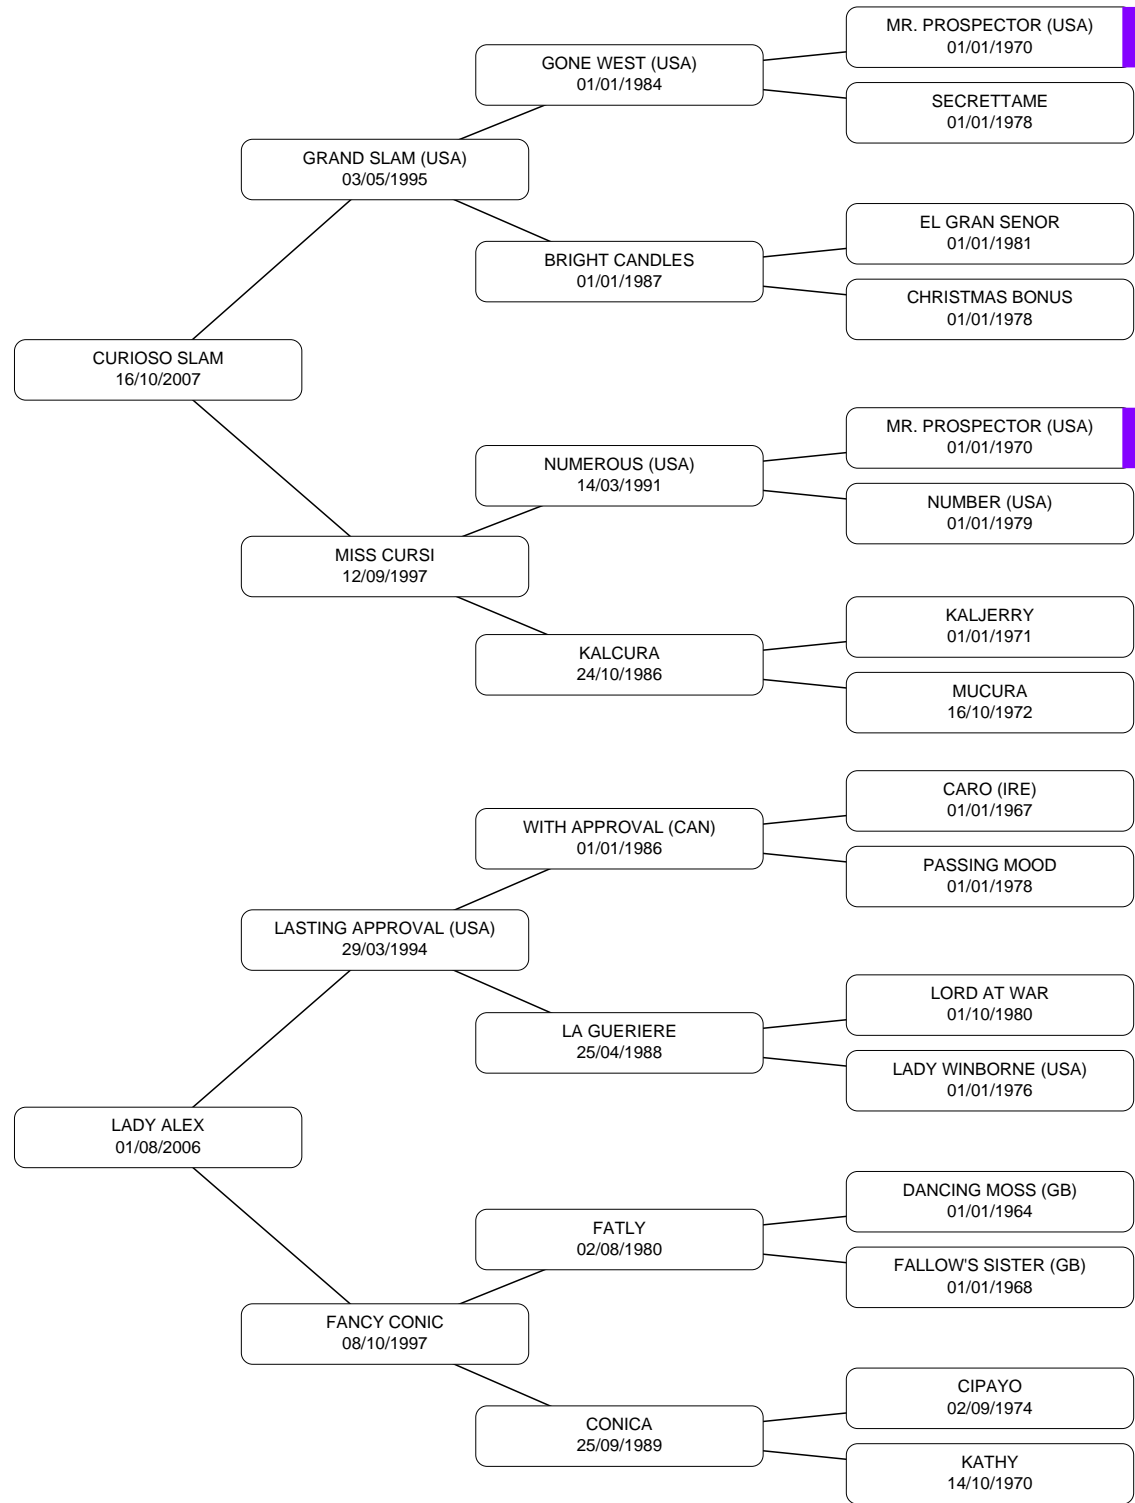 MR. PROSPECTOR (USA)
01/01/1970
GONE WEST (USA)
01/01/1984
SECRETTAME
01/01/1978
GRAND SLAM (USA)
03/05/1995
EL GRAN SENOR
01/01/1981
BRIGHT CANDLES
01/01/1987
CHRISTMAS BONUS
01/01/1978
CURIOSO SLAM
16/10/2007
MR. PROSPECTOR (USA)
01/01/1970
NUMEROUS (USA)
14/03/1991
NUMBER (USA)
01/01/1979
MISS CURSI
12/09/1997
KALJERRY
01/01/1971
KALCURA
24/10/1986
MUCURA
16/10/1972
CARO (IRE)
01/01/1967
WITH APPROVAL (CAN)
01/01/1986
PASSING MOOD
01/01/1978
LASTING APPROVAL (USA)
29/03/1994
LORD AT WAR
01/10/1980
LA GUERIERE
25/04/1988
LADY WINBORNE (USA)
01/01/1976
LADY ALEX
01/08/2006
DANCING MOSS (GB)
01/01/1964
FATLY
02/08/1980
FALLOW'S SISTER (GB)
01/01/1968
FANCY CONIC
08/10/1997
CIPAYO
02/09/1974
CONICA
25/09/1989
KATHY
14/10/1970